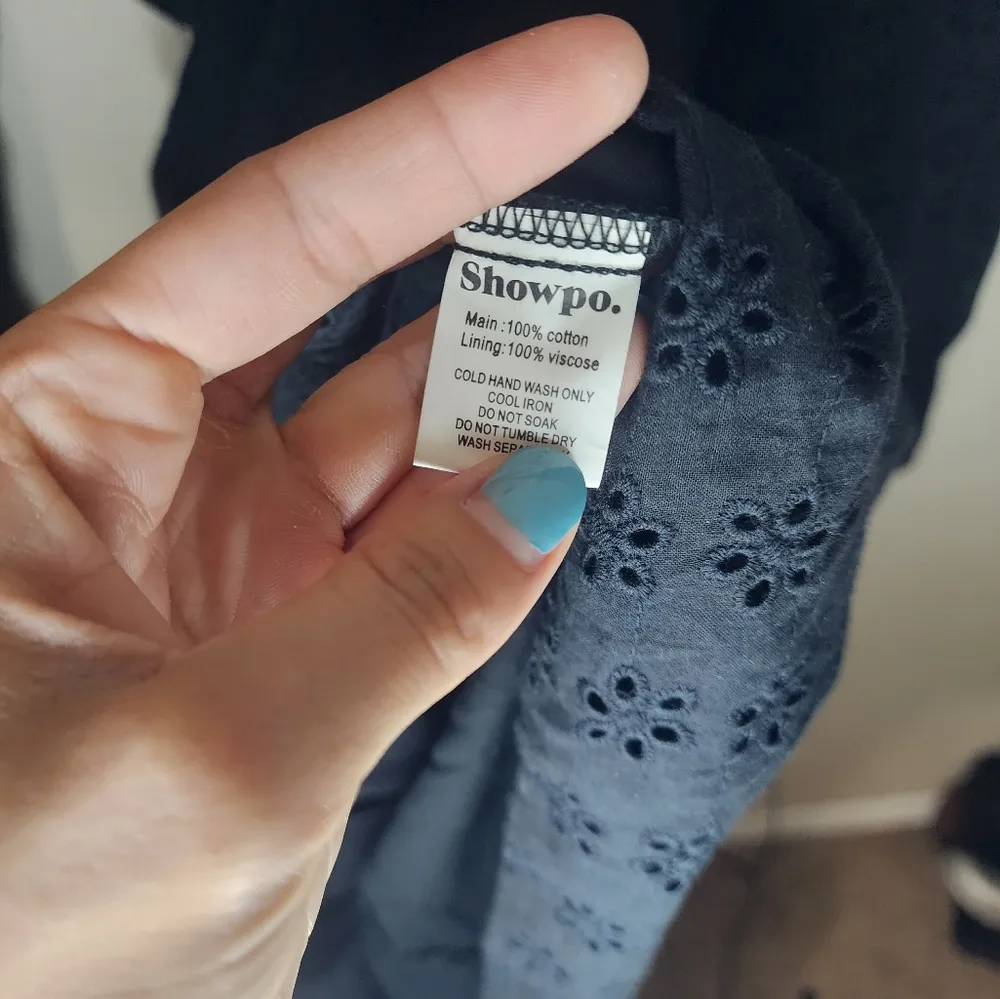 Showpo.
Main :100% cotton
Lining:100% viscose
COLD HAND WASH ONLY
COOL IRON
DO NOT SOAK
DO NOT TUMBLE DRY
WASH